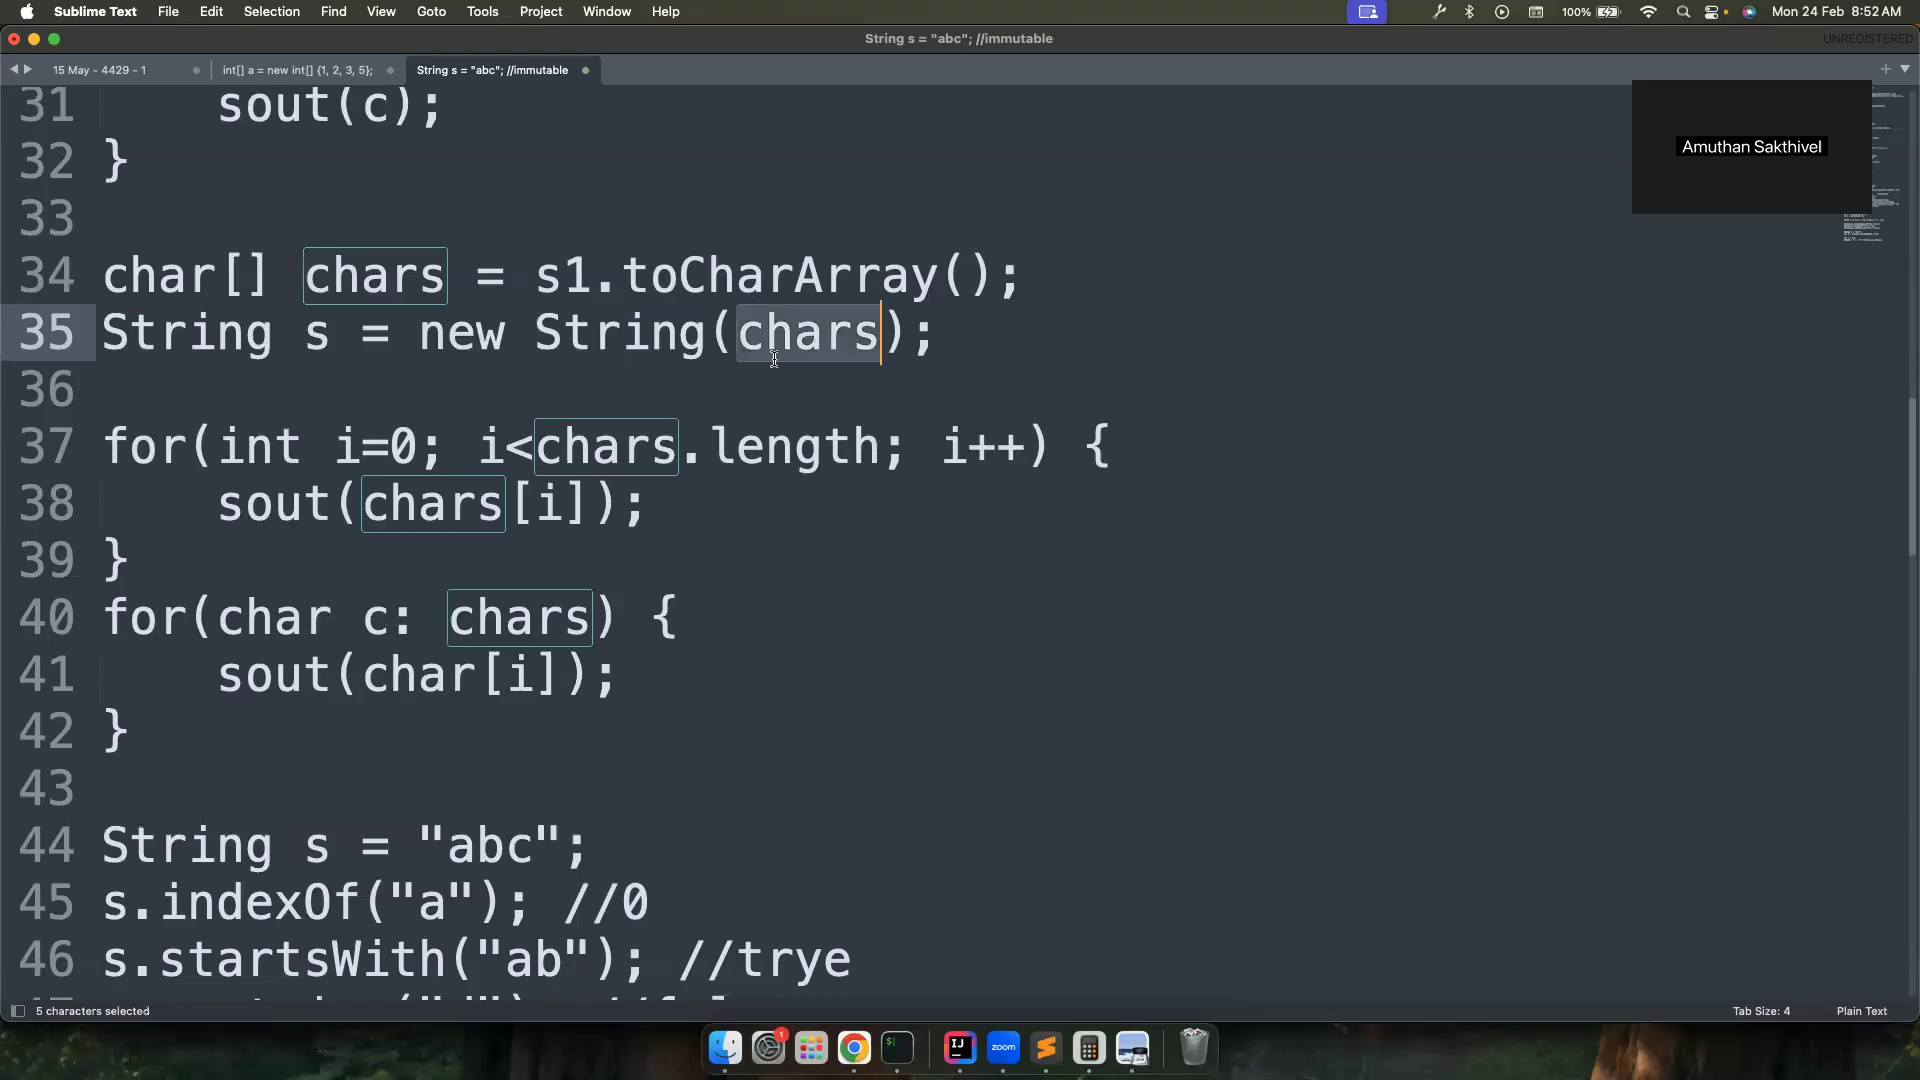 Sublime Text File Edit Selection Find View Goto Tools Project Window Help 100% Mon 24 Feb 8:52 AM
String s = "abc"; //immutable UNREGISTERED
15 May - 4429 - 1 int[] a = new int[] {1, 2, 3, 5}; String s = "abc"; //immutable
Amuthan Sakthivel
31 sout(c);
32 }
33
34 char[] chars = s1.toCharArray();
35 String s = new String(chars);
36
37 for(int i=0; i<chars.length; i++) {
38 sout(chars[i]);
39 }
40 for(char c: chars) {
41 sout(char[i]);
42 }
43
44 String s = "abc";
45 s.indexOf("a"); //0
46 s.startsWith("ab"); //trye
5 characters selected Tab Size: 4 Plain Text
1 $ IJ zoom